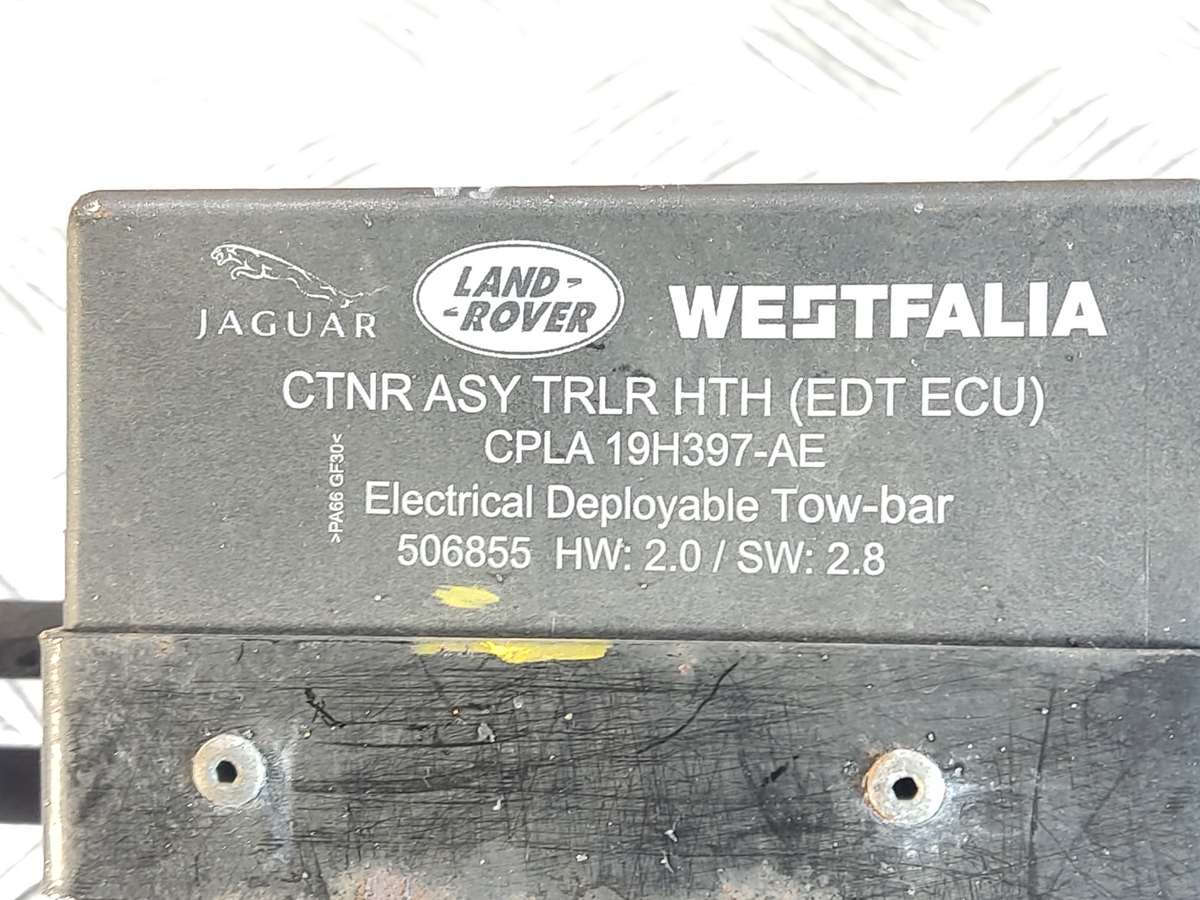 JAGUAR
LAND-
-ROVER
WESTFALIA
CTNR ASY TRLR HTH (EDT ECU)
CPLA 19H397-AE
>PA66 GF30<
Electrical Deployable Tow-bar
506855 HW: 2.0 / SW: 2.8